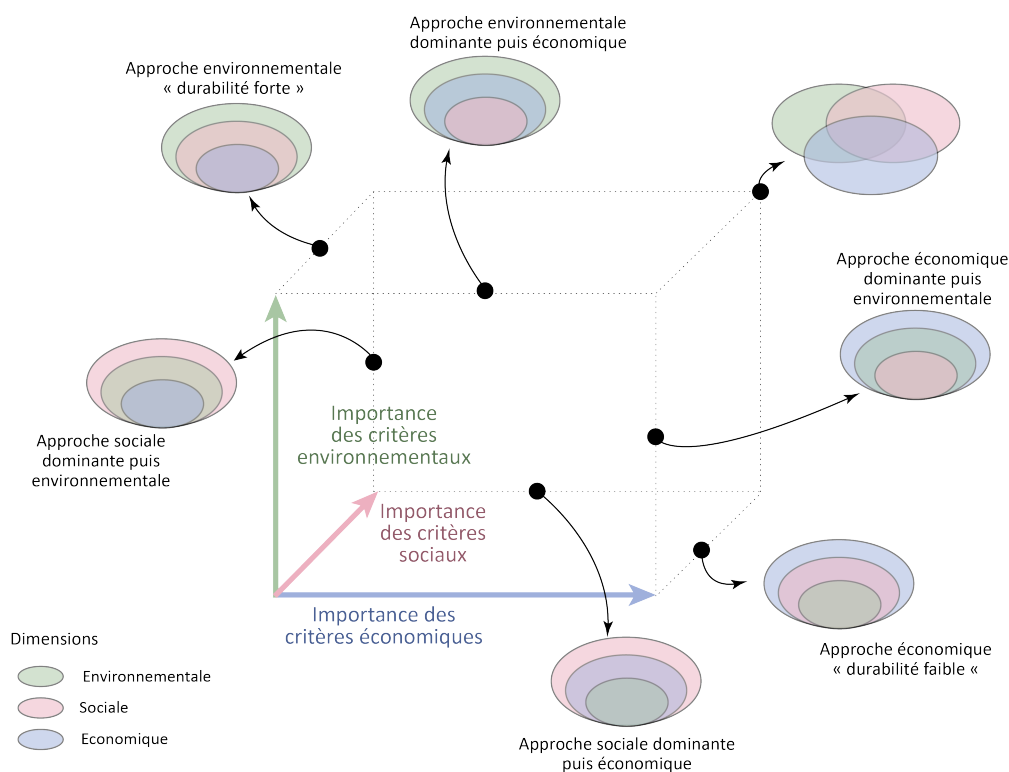 Approche environnementale
dominante puis économique
Approche environnementale
« durabilité forte »
Approche économique
dominante puis
environnementale
Importance
des critères
environnementaux
Approche sociale
dominante puis
environnementale
Importance
des critères
sociaux
Importance des
critères économiques
Dimensions
Environnementale
Sociale
Economique
Approche économique
« durabilité faible «
Approche sociale dominante
puis économique